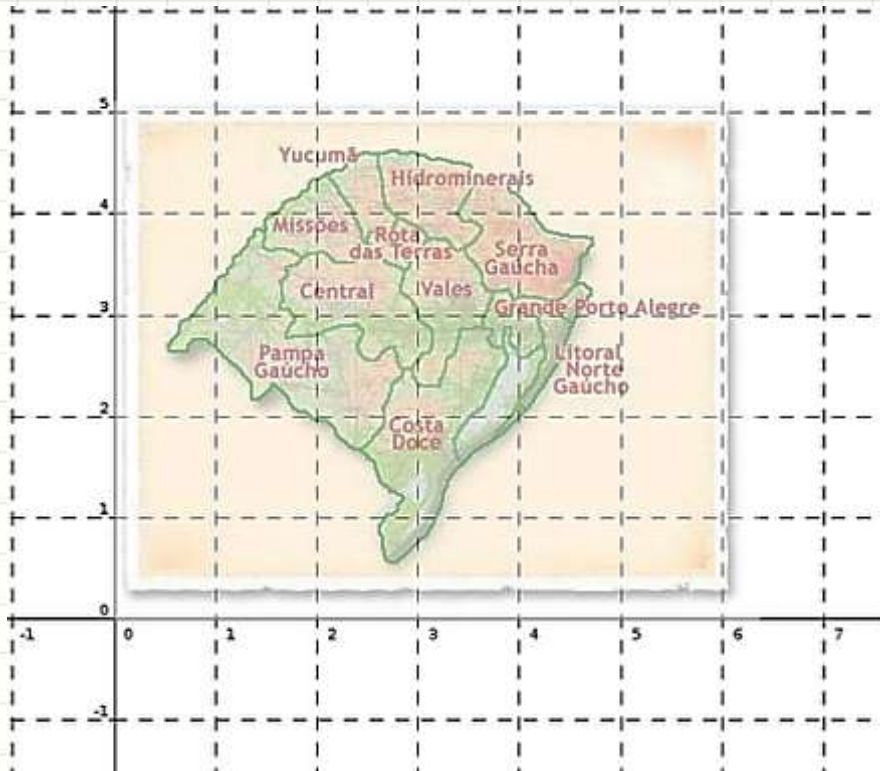 5
Yucumã
Hidrominerais
4
Missões
Rota
das Terras
Serra
Gaúcha
Central
Vales
3
Grande Porto Alegre
Pampa
Gaúcho
Litoral
Norte
Gaúcho
2
Costa
Doce
1
0
-1 0 1 2 3 4 5 6 7
-1